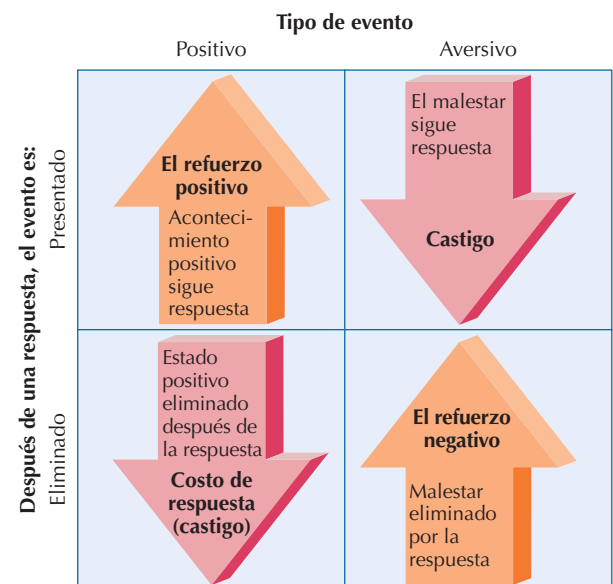 Tipo de evento
Positivo
Aversivo
Después de una respuesta, el evento es:
Presentado
El refuerzo
positivo
Aconteci-
miento
positivo
sigue
respuesta
El malestar
sigue
respuesta
Castigo
Eliminado
Estado
positivo
eliminado
después de
la respuesta
Costo de
respuesta
(castigo)
El refuerzo
negativo
Malestar
eliminado
por la
respuesta